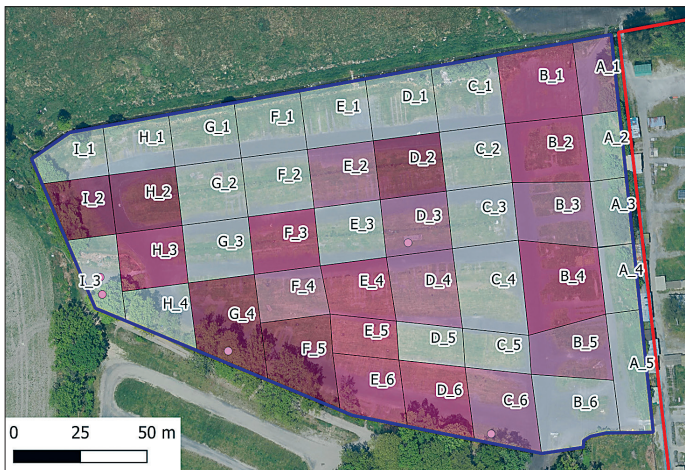 A_1
B_1
C_1
D_1
E_1
F_1
G_1
H_1
I_1
A_2
B_2
C_2
D_2
E_2
F_2
G_2
H_2
I_2
A_3
B_3
C_3
D_3
E_3
F_3
G_3
H_3
I_3
A_4
B_4
C_4
D_4
E_4
F_4
G_4
H_4
A_5
B_5
C_5
D_5
E_5
F_5
B_6
C_6
D_6
E_6
0 25 50 m